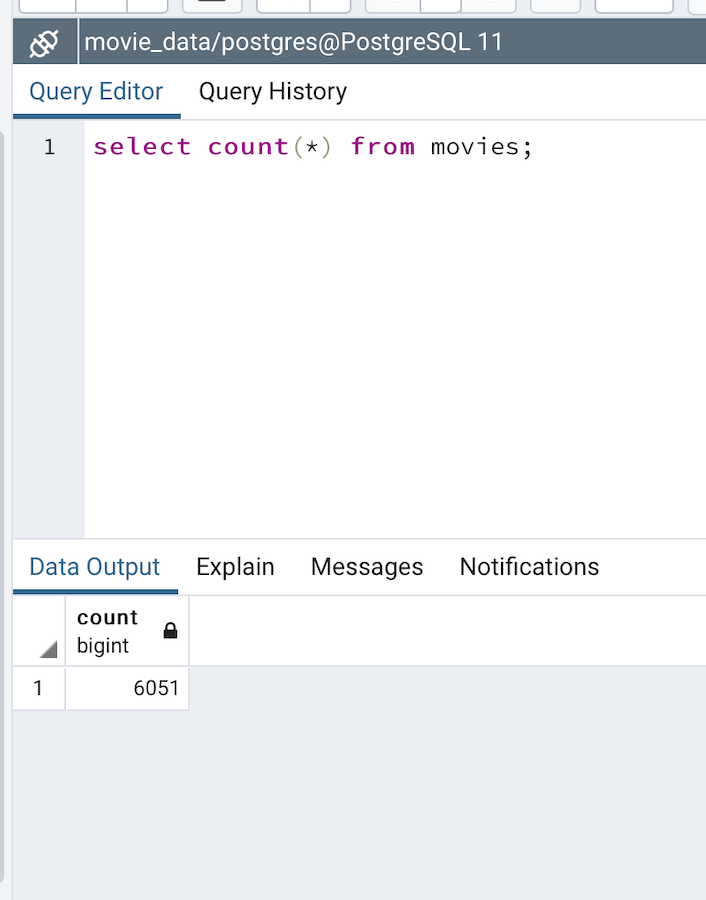 movie_data/postgres@PostgreSQL 11
Query Editor Query History
1 select count(*) from movies;
Data Output Explain Messages Notifications
count
bigint
1 6051